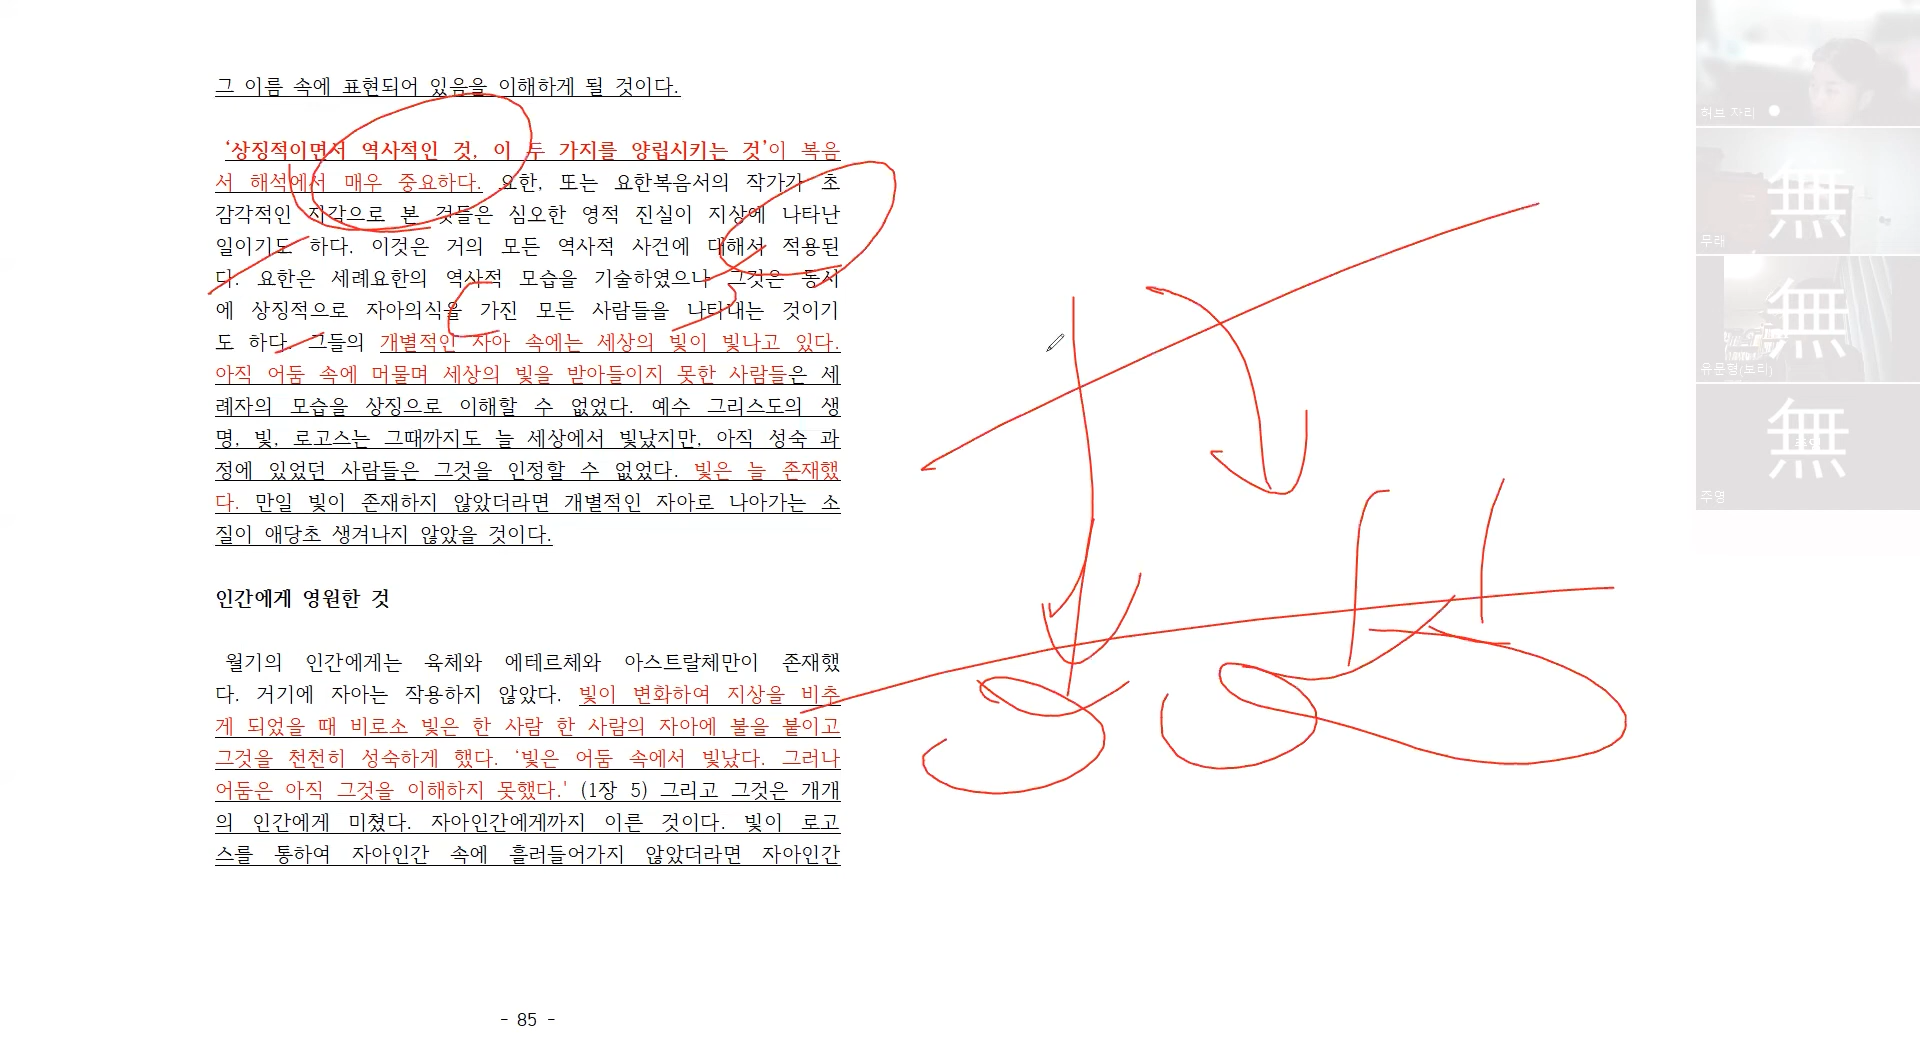 그 이름 속에 표현되어 있음을 이해하게 될 것이다.
‘상징적이면서 역사적인 것, 이 두 가지를 양립시키는 것’이 복음
서 해석에서 매우 중요하다. 요한, 또는 요한복음서의 작가가 초
감각적인 지각으로 본 것들은 심오한 영적 진실이 지상에 나타난
일이기도 하다. 이것은 거의 모든 역사적 사건에 대해서 적용된
다. 요한은 세례요한의 역사적 모습을 기술하였으나 그것은 동시
에 상징적으로 자아의식을 가진 모든 사람들을 나타내는 것이기
도 하다. 그들의 개별적인 자아 속에는 세상의 빛이 빛나고 있다.
아직 어둠 속에 머물며 세상의 빛을 받아들이지 못한 사람들은 세
례자의 모습을 상징으로 이해할 수 없었다. 예수 그리스도의 생
명, 빛, 로고스는 그때까지도 늘 세상에서 빛났지만, 아직 성숙 과
정에 있었던 사람들은 그것을 인정할 수 없었다. 빛은 늘 존재했
다. 만일 빛이 존재하지 않았더라면 개별적인 자아로 나아가는 소
질이 애당초 생겨나지 않았을 것이다.
인간에게 영원한 것
월기의 인간에게는 육체와 에테르체와 아스트랄체만이 존재했
다. 거기에 자아는 작용하지 않았다. 빛이 변화하여 지상을 비추
게 되었을 때 비로소 빛은 한 사람 한 사람의 자아에 불을 붙이고
그것을 천천히 성숙하게 했다. ‘빛은 어둠 속에서 빛났다. 그러나
어둠은 아직 그것을 이해하지 못했다.' (1장 5) 그리고 그것은 개개
의 인간에게 미쳤다. 자아인간에게까지 이른 것이다. 빛이 로고
스를 통하여 자아인간 속에 흘러들어가지 않았더라면 자아인간
- 85 -
허브 자리
無
무래
無
유문형(보리)
無
주영